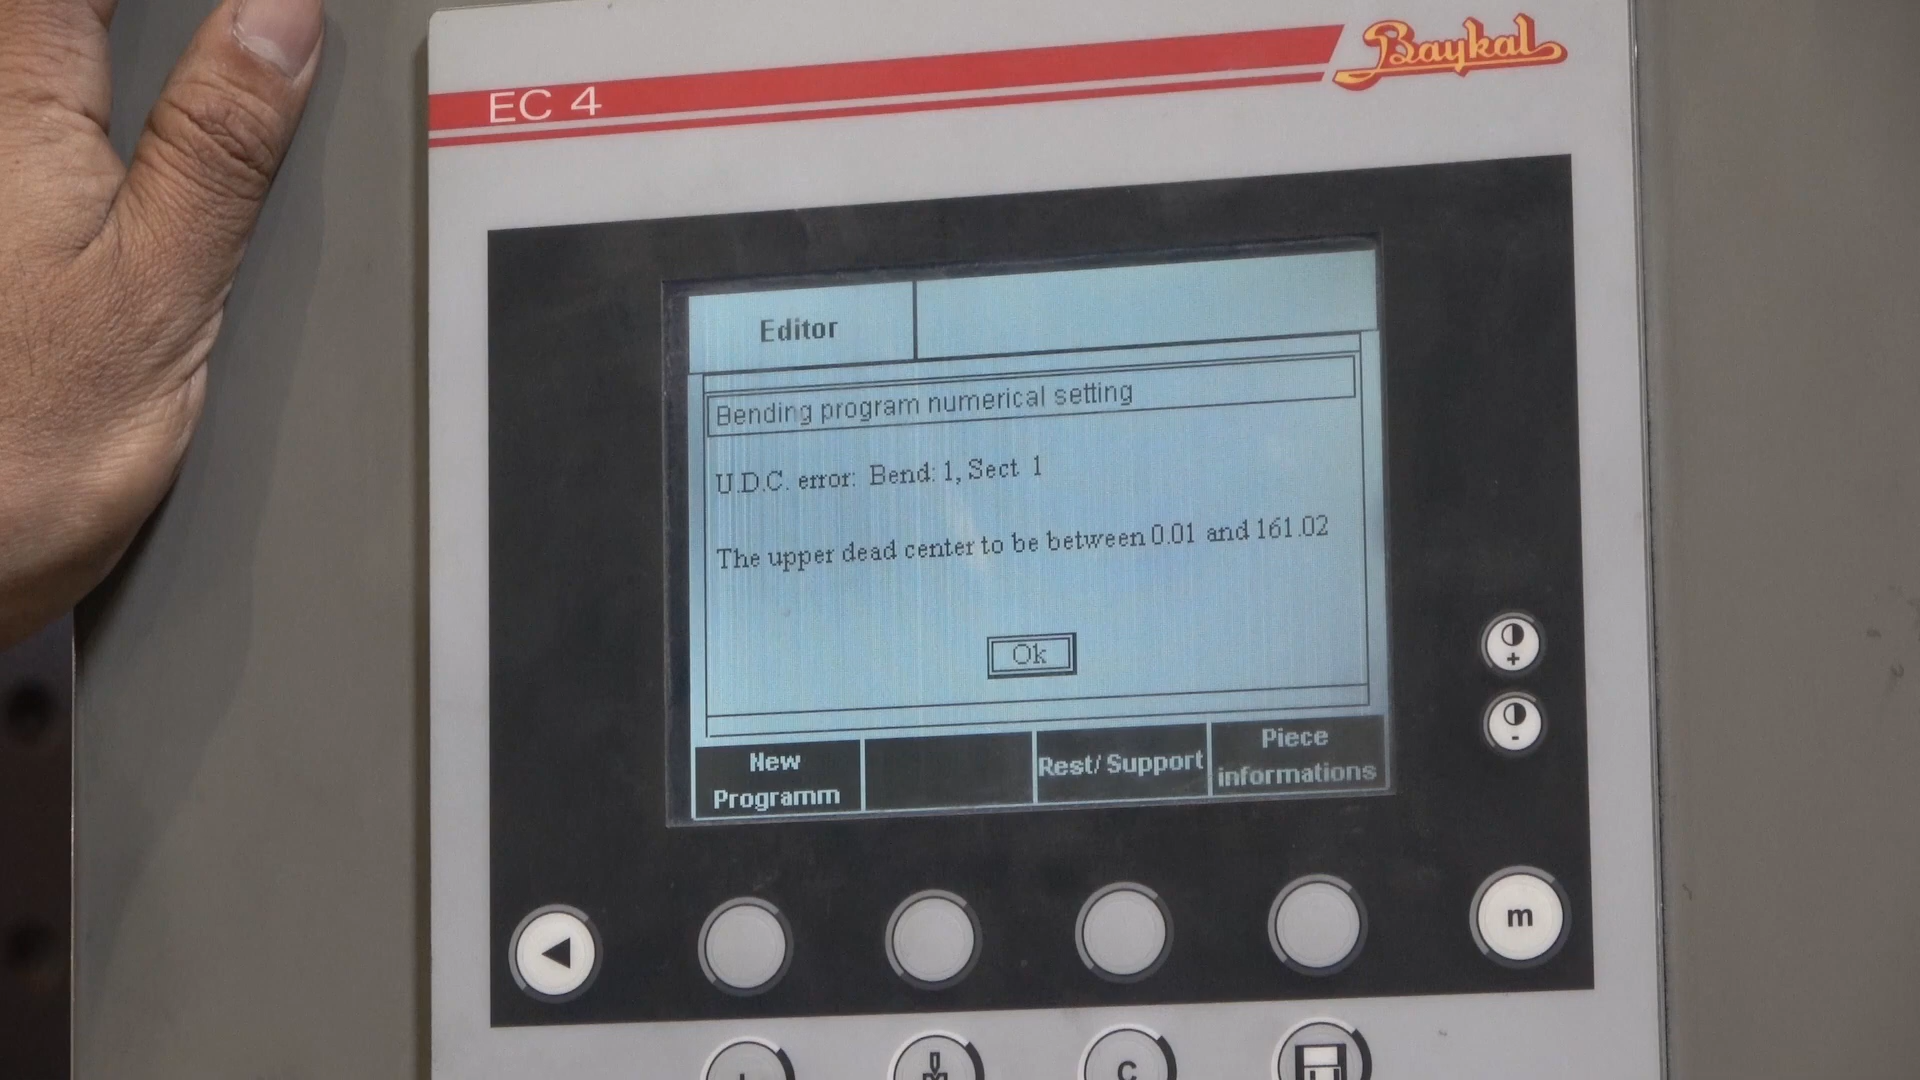 Baykal
EC 4
Editor
Bending program numerical setting
U.D.C. error: Bend: 1, Sect 1
The upper dead center to be between 0.01 and 161.02
Ok
New
Programm
Rest/ Support
Piece
informations
+
-
m
C